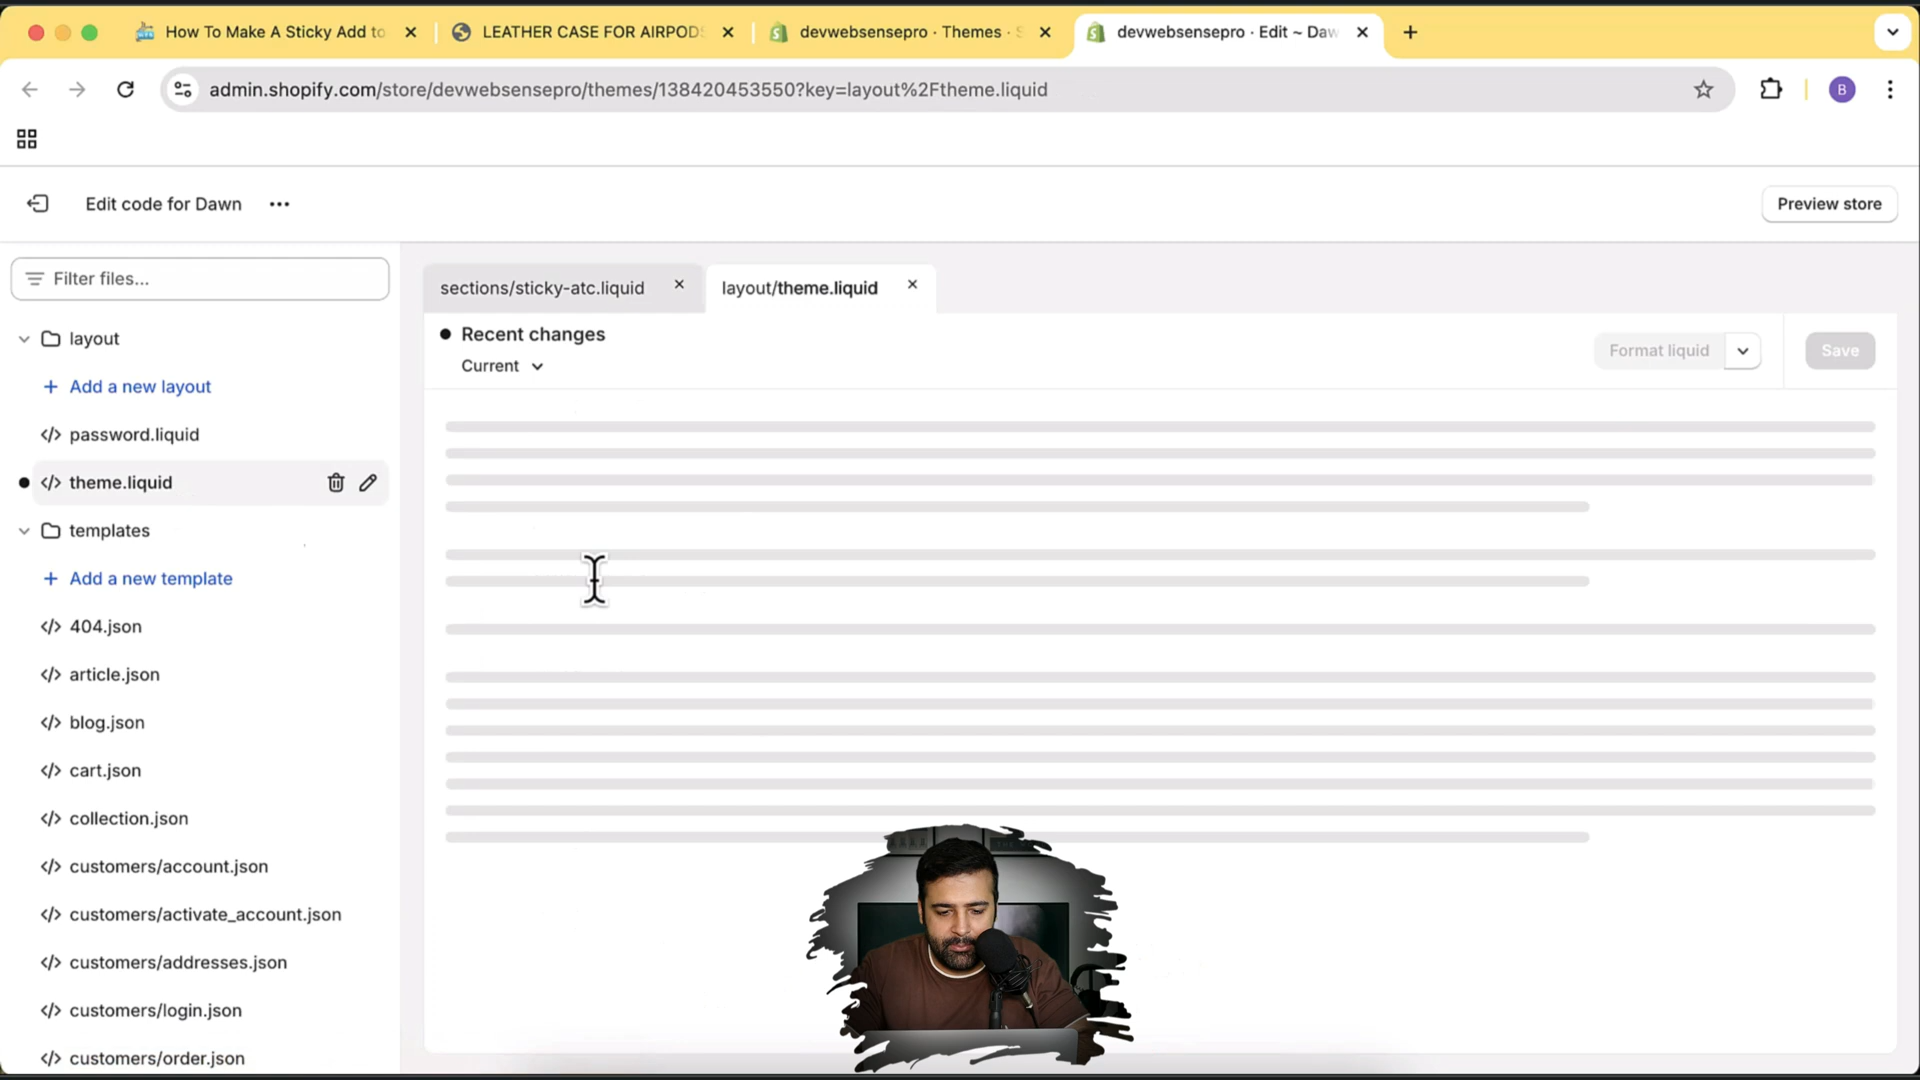 How To Make A Sticky Add to
LEATHER CASE FOR AIRPODS
devwebsensepro · Themes · S
devwebsensepro · Edit ~ Daw
admin.shopify.com/store/devwebsensepro/themes/138420453550?key=layout%2Ftheme.liquid
B
Edit code for Dawn
Preview store
Filter files...
sections/sticky-atc.liquid
layout/theme.liquid
Recent changes
Current
Format liquid
Save
layout
Add a new layout
password.liquid
theme.liquid
templates
Add a new template
404.json
article.json
blog.json
cart.json
collection.json
customers/account.json
customers/activate_account.json
customers/addresses.json
customers/login.json
customers/order.json